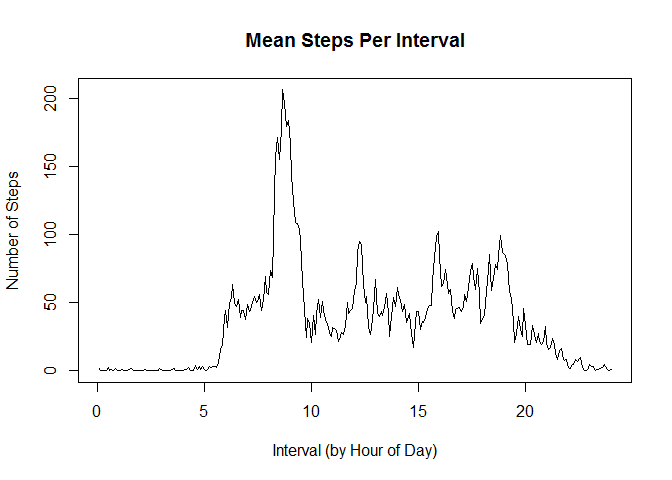 Mean Steps Per Interval
Number of Steps
200
150
100
50
0
0 5 10 15 20
Interval (by Hour of Day)